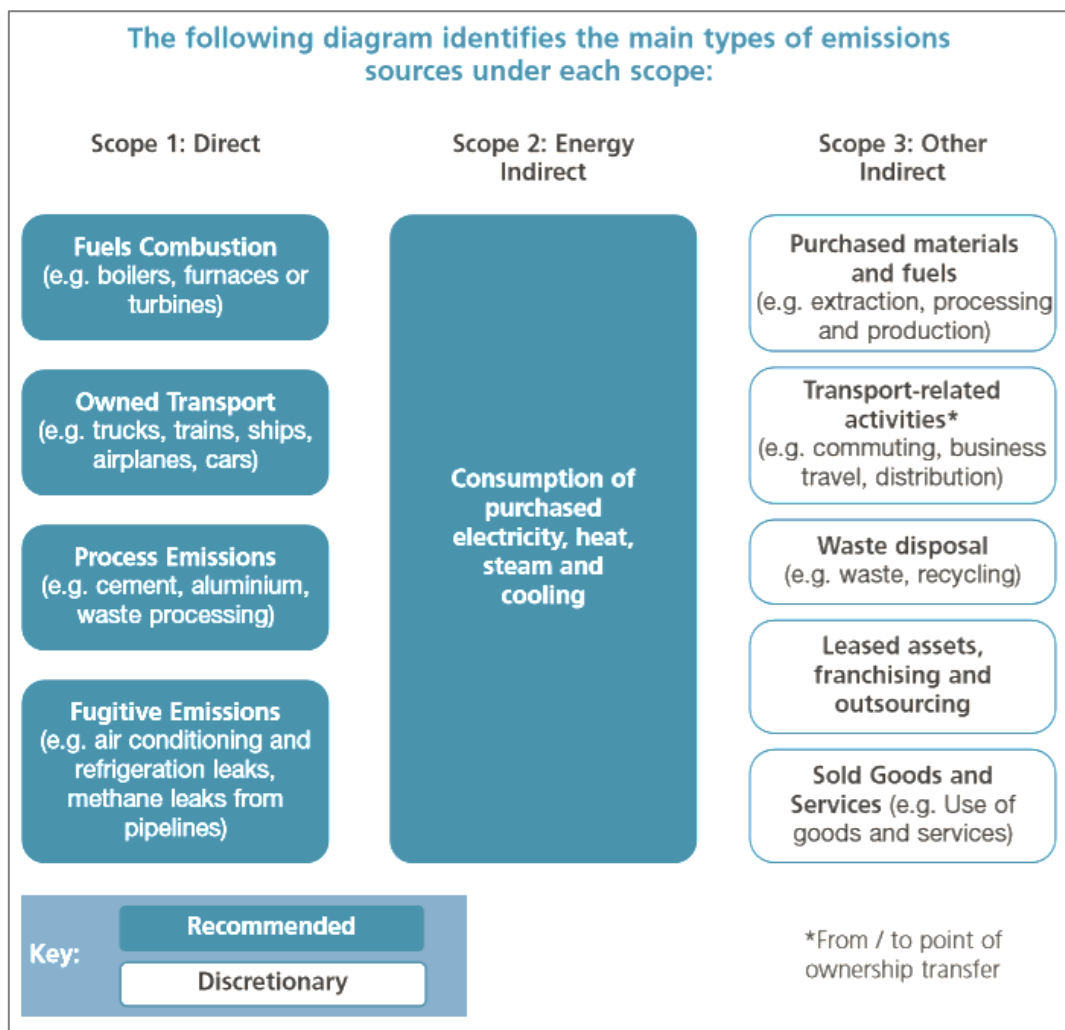 The following diagram identifies the main types of emissions
sources under each scope:
Scope 1: Direct
Scope 2: Energy
Indirect
Scope 3: Other
Indirect
Fuels Combustion
(e.g. boilers, furnaces or
turbines)
Owned Transport
(e.g. trucks, trains, ships,
airplanes, cars)
Process Emissions
(e.g. cement, aluminium,
waste processing)
Fugitive Emissions
(e.g. air conditioning and
refrigeration leaks,
methane leaks from
pipelines)
Consumption of
purchased
electricity, heat,
steam and
cooling
Purchased materials
and fuels
(e.g. extraction, processing
and production)
Transport-related
activities*
(e.g. commuting, business
travel, distribution)
Waste disposal
(e.g. waste, recycling)
Leased assets,
franchising and
outsourcing
Sold Goods and
Services (e.g. Use of
goods and services)
Key:
Recommended
Discretionary
*From / to point of
ownership transfer